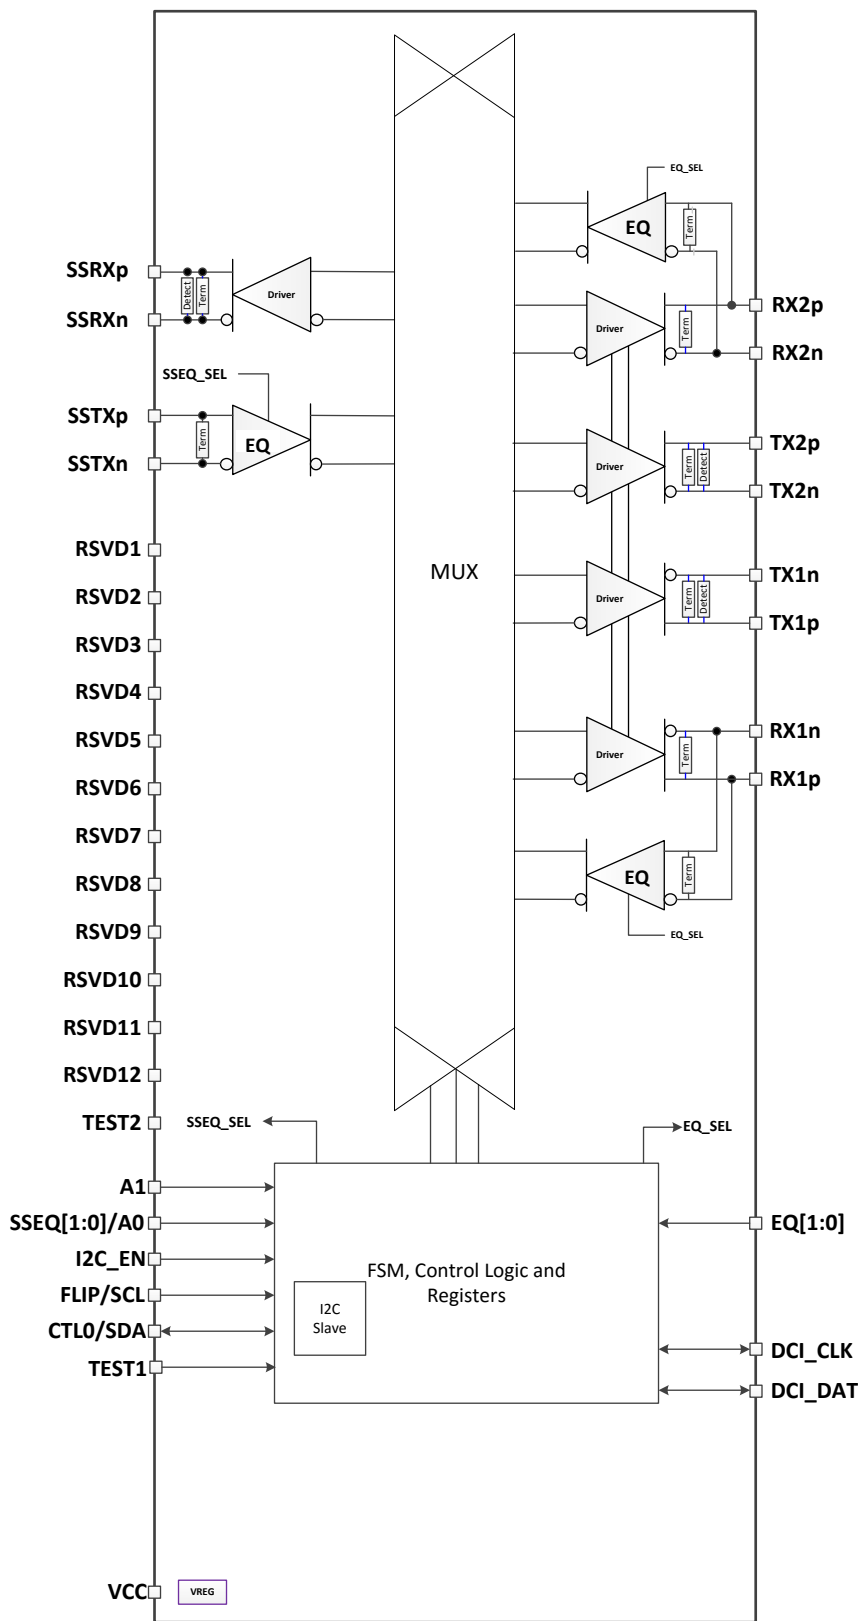 EQ_SEL
EQ
Term
SSRXp
SSRXn
Detect
Term
Driver
Driver
Term
RX2p
RX2n
SSEQ_SEL
SSTXp
SSTXn
Term
EQ
Driver
Term
Detect
TX2p
TX2n
MUX
Driver
Term
Detect
TX1n
TX1p
Driver
Term
RX1n
RX1p
EQ
Term
EQ_SEL
RSVD1
RSVD2
RSVD3
RSVD4
RSVD5
RSVD6
RSVD7
RSVD8
RSVD9
RSVD10
RSVD11
RSVD12
TEST2
SSEQ_SEL
EQ_SEL
A1
SSEQ[1:0]/A0
I2C_EN
FLIP/SCL
CTL0/SDA
TEST1
FSM, Control Logic and
Registers
I2C
Slave
EQ[1:0]
DCI_CLK
DCI_DAT
VCC
VREG